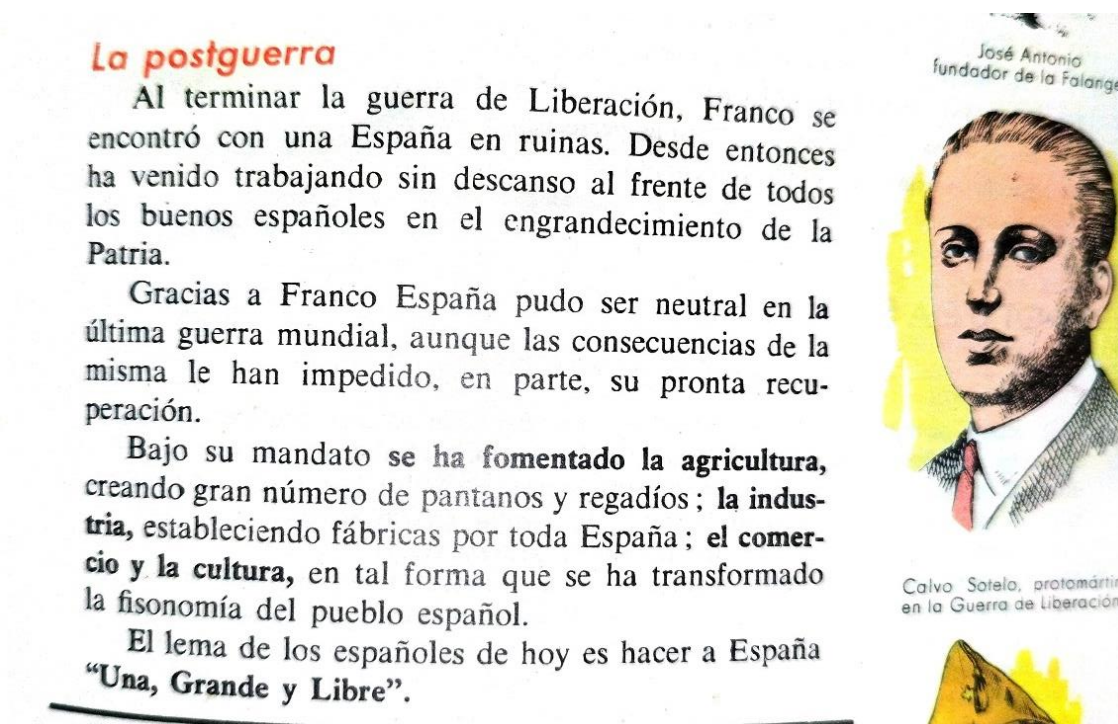 La postguerra
Al terminar la guerra de Liberación, Franco se
encontró con una España en ruinas. Desde entonces
ha venido trabajando sin descanso al frente de todos
los buenos españoles en el engrandecimiento de la
Patria.
Gracias a Franco España pudo ser neutral en la
última guerra mundial, aunque las consecuencias de la
misma le han impedido, en parte, su pronta recu-
peración.
Bajo su mandato se ha fomentado la agricultura,
creando gran número de pantanos y regadíos; la indus-
tria, estableciendo fábricas por toda España; el comer-
cio y la cultura, en tal forma que se ha transformado
la fisonomía del pueblo español.
El lema de los españoles de hoy es hacer a España
“Una, Grande y Libre”.
José Antonio
fundador de la Falange
Calvo Sotelo, protomártir
en la Guerra de Liberación